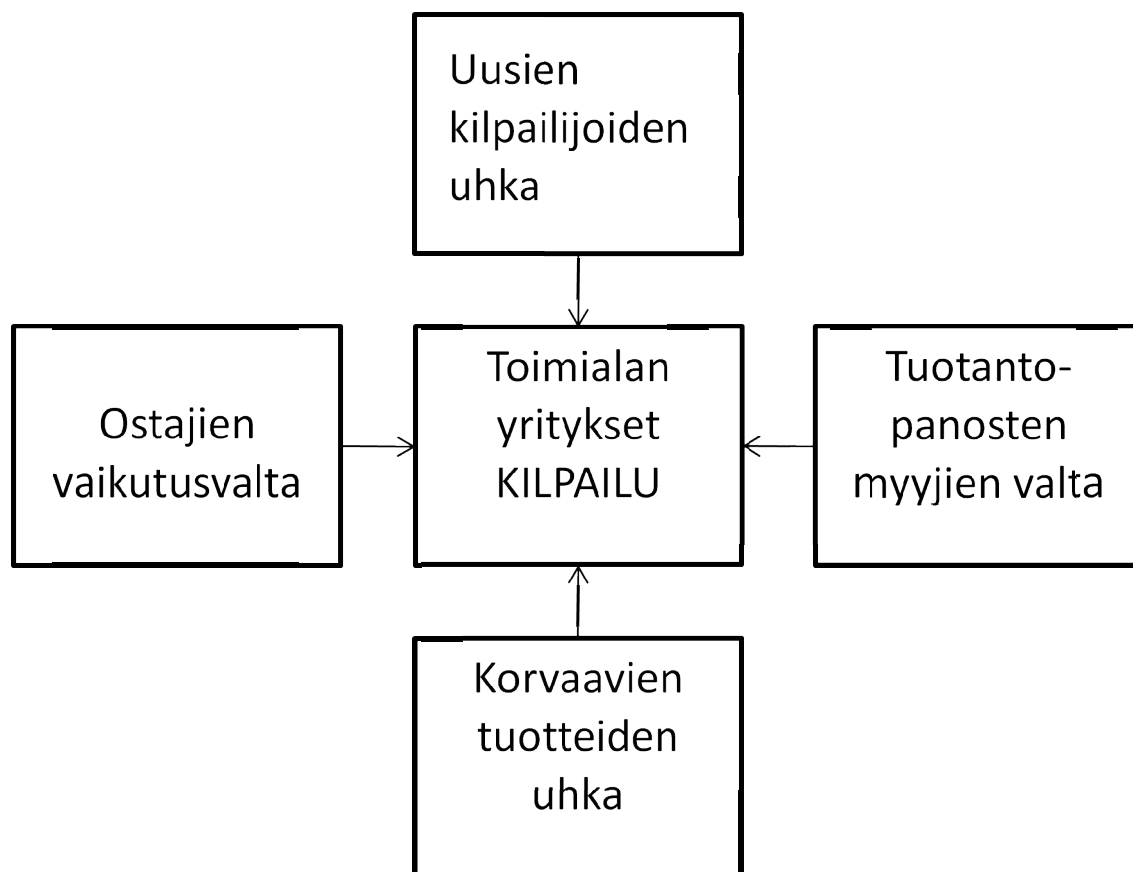 Uusien
kilpailijoiden
uhka
Ostajien
vaikutusvalta
Toimialan
yritykset
KILPAILU
Tuotanto-
panosten
myyjien valta
Korvaavien
tuotteiden
uhka